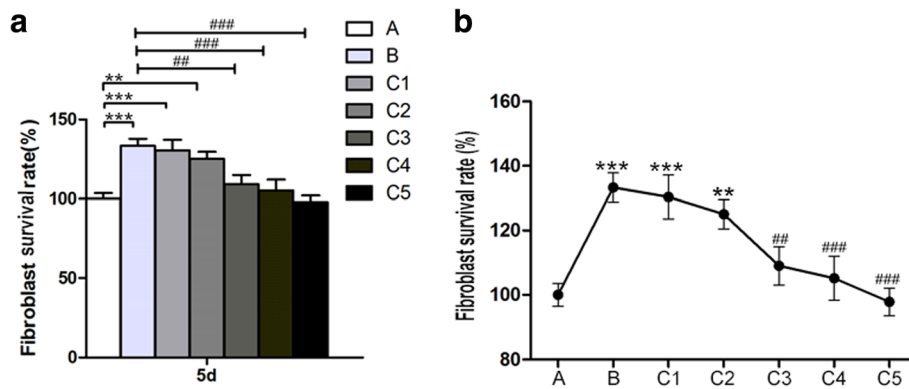 a
###
###
##
**
***
***
Fibroblast survival rate(%)
150
100
50
0
5d
A
B
C1
C2
C3
C4
C5
b
Fibroblast survival rate (%)
160
140
120
100
80
***
***
**
##
###
###
A B C1 C2 C3 C4 C5